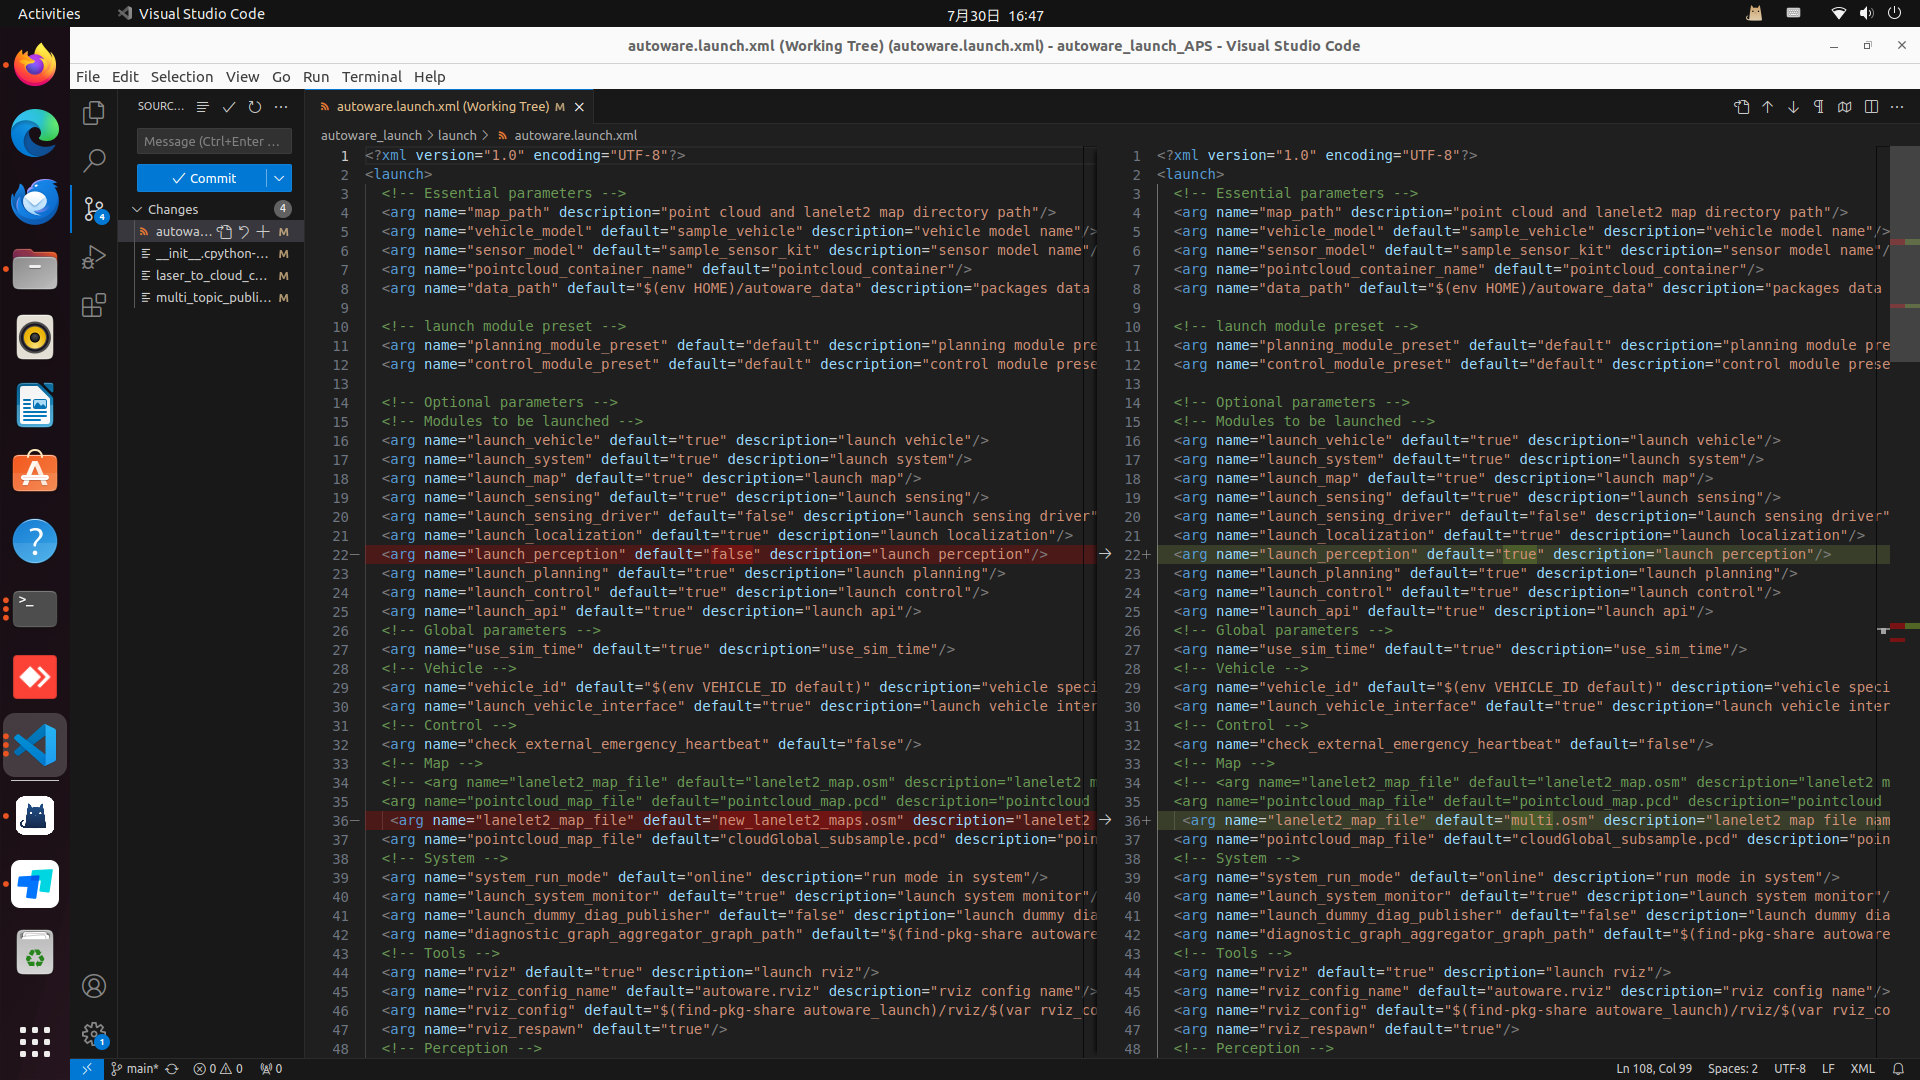 Activities
Visual Studio Code
7月30日 16:47
autoware.launch.xml (Working Tree) (autoware.launch.xml) - autoware_launch_APS - Visual Studio Code
File Edit Selection View Go Run Terminal Help
SOURC...
autoware.launch.xml (Working Tree) M
Message (Ctrl+Enter ...
autoware_launch > launch > autoware.launch.xml
Commit
Changes 4
autowa... M
__init__.cpython-... M
laser_to_cloud_c... M
multi_topic_publi... M
4
1
1 <?xml version="1.0" encoding="UTF-8"?>
2 <launch>
3 <!-- Essential parameters -->
4 <arg name="map_path" description="point cloud and lanelet2 map directory path"/>
5 <arg name="vehicle_model" default="sample_vehicle" description="vehicle model name"/>
6 <arg name="sensor_model" default="sample_sensor_kit" description="sensor model name"/
7 <arg name="pointcloud_container_name" default="pointcloud_container"/>
8 <arg name="data_path" default="$(env HOME)/autoware_data" description="packages data
9
10 <!-- launch module preset -->
11 <arg name="planning_module_preset" default="default" description="planning module pre
12 <arg name="control_module_preset" default="default" description="control module prese
13
14 <!-- Optional parameters -->
15 <!-- Modules to be launched -->
16 <arg name="launch_vehicle" default="true" description="launch vehicle"/>
17 <arg name="launch_system" default="true" description="launch system"/>
18 <arg name="launch_map" default="true" description="launch map"/>
19 <arg name="launch_sensing" default="true" description="launch sensing"/>
20 <arg name="launch_sensing_driver" default="false" description="launch sensing driver"
21 <arg name="launch_localization" default="true" description="launch localization"/>
22− <arg name="launch_perception" default="false" description="launch perception"/>
23 <arg name="launch_planning" default="true" description="launch planning"/>
24 <arg name="launch_control" default="true" description="launch control"/>
25 <arg name="launch_api" default="true" description="launch api"/>
26 <!-- Global parameters -->
27 <arg name="use_sim_time" default="true" description="use_sim_time"/>
28 <!-- Vehicle -->
29 <arg name="vehicle_id" default="$(env VEHICLE_ID default)" description="vehicle speci
30 <arg name="launch_vehicle_interface" default="true" description="launch vehicle inter
31 <!-- Control -->
32 <arg name="check_external_emergency_heartbeat" default="false"/>
33 <!-- Map -->
34 <!-- <arg name="lanelet2_map_file" default="lanelet2_map.osm" description="lanelet2 m
35 <arg name="pointcloud_map_file" default="pointcloud_map.pcd" description="pointcloud
36− <arg name="lanelet2_map_file" default="new_lanelet2_maps.osm" description="lanelet2
37 <arg name="pointcloud_map_file" default="cloudGlobal_subsample.pcd" description="poin
38 <!-- System -->
39 <arg name="system_run_mode" default="online" description="run mode in system"/>
40 <arg name="launch_system_monitor" default="true" description="launch system monitor"/
41 <arg name="launch_dummy_diag_publisher" default="false" description="launch dummy dia
42 <arg name="diagnostic_graph_aggregator_graph_path" default="$(find-pkg-share autoware
43 <!-- Tools -->
44 <arg name="rviz" default="true" description="launch rviz"/>
45 <arg name="rviz_config_name" default="autoware.rviz" description="rviz config name"/>
46 <arg name="rviz_config" default="$(find-pkg-share autoware_launch)/rviz/$(var rviz_co
47 <arg name="rviz_respawn" default="true"/>
48 <!-- Perception -->
1 <?xml version="1.0" encoding="UTF-8"?>
2 <launch>
3 <!-- Essential parameters -->
4 <arg name="map_path" description="point cloud and lanelet2 map directory path"/>
5 <arg name="vehicle_model" default="sample_vehicle" description="vehicle model name"/>
6 <arg name="sensor_model" default="sample_sensor_kit" description="sensor model name"/
7 <arg name="pointcloud_container_name" default="pointcloud_container"/>
8 <arg name="data_path" default="$(env HOME)/autoware_data" description="packages data
9
10 <!-- launch module preset -->
11 <arg name="planning_module_preset" default="default" description="planning module pre
12 <arg name="control_module_preset" default="default" description="control module prese
13
14 <!-- Optional parameters -->
15 <!-- Modules to be launched -->
16 <arg name="launch_vehicle" default="true" description="launch vehicle"/>
17 <arg name="launch_system" default="true" description="launch system"/>
18 <arg name="launch_map" default="true" description="launch map"/>
19 <arg name="launch_sensing" default="true" description="launch sensing"/>
20 <arg name="launch_sensing_driver" default="false" description="launch sensing driver"
21 <arg name="launch_localization" default="true" description="launch localization"/>
22+ <arg name="launch_perception" default="true" description="launch perception"/>
23 <arg name="launch_planning" default="true" description="launch planning"/>
24 <arg name="launch_control" default="true" description="launch control"/>
25 <arg name="launch_api" default="true" description="launch api"/>
26 <!-- Global parameters -->
27 <arg name="use_sim_time" default="true" description="use_sim_time"/>
28 <!-- Vehicle -->
29 <arg name="vehicle_id" default="$(env VEHICLE_ID default)" description="vehicle speci
30 <arg name="launch_vehicle_interface" default="true" description="launch vehicle inter
31 <!-- Control -->
32 <arg name="check_external_emergency_heartbeat" default="false"/>
33 <!-- Map -->
34 <!-- <arg name="lanelet2_map_file" default="lanelet2_map.osm" description="lanelet2 m
35 <arg name="pointcloud_map_file" default="pointcloud_map.pcd" description="pointcloud
36+ <arg name="lanelet2_map_file" default="multi.osm" description="lanelet2 map file nam
37 <arg name="pointcloud_map_file" default="cloudGlobal_subsample.pcd" description="poin
38 <!-- System -->
39 <arg name="system_run_mode" default="online" description="run mode in system"/>
40 <arg name="launch_system_monitor" default="true" description="launch system monitor"/
41 <arg name="launch_dummy_diag_publisher" default="false" description="launch dummy dia
42 <arg name="diagnostic_graph_aggregator_graph_path" default="$(find-pkg-share autoware
43 <!-- Tools -->
44 <arg name="rviz" default="true" description="launch rviz"/>
45 <arg name="rviz_config_name" default="autoware.rviz" description="rviz config name"/>
46 <arg name="rviz_config" default="$(find-pkg-share autoware_launch)/rviz/$(var rviz_co
47 <arg name="rviz_respawn" default="true"/>
48 <!-- Perception -->
main* 0 0 0
Ln 108, Col 99 Spaces: 2 UTF-8 LF XML